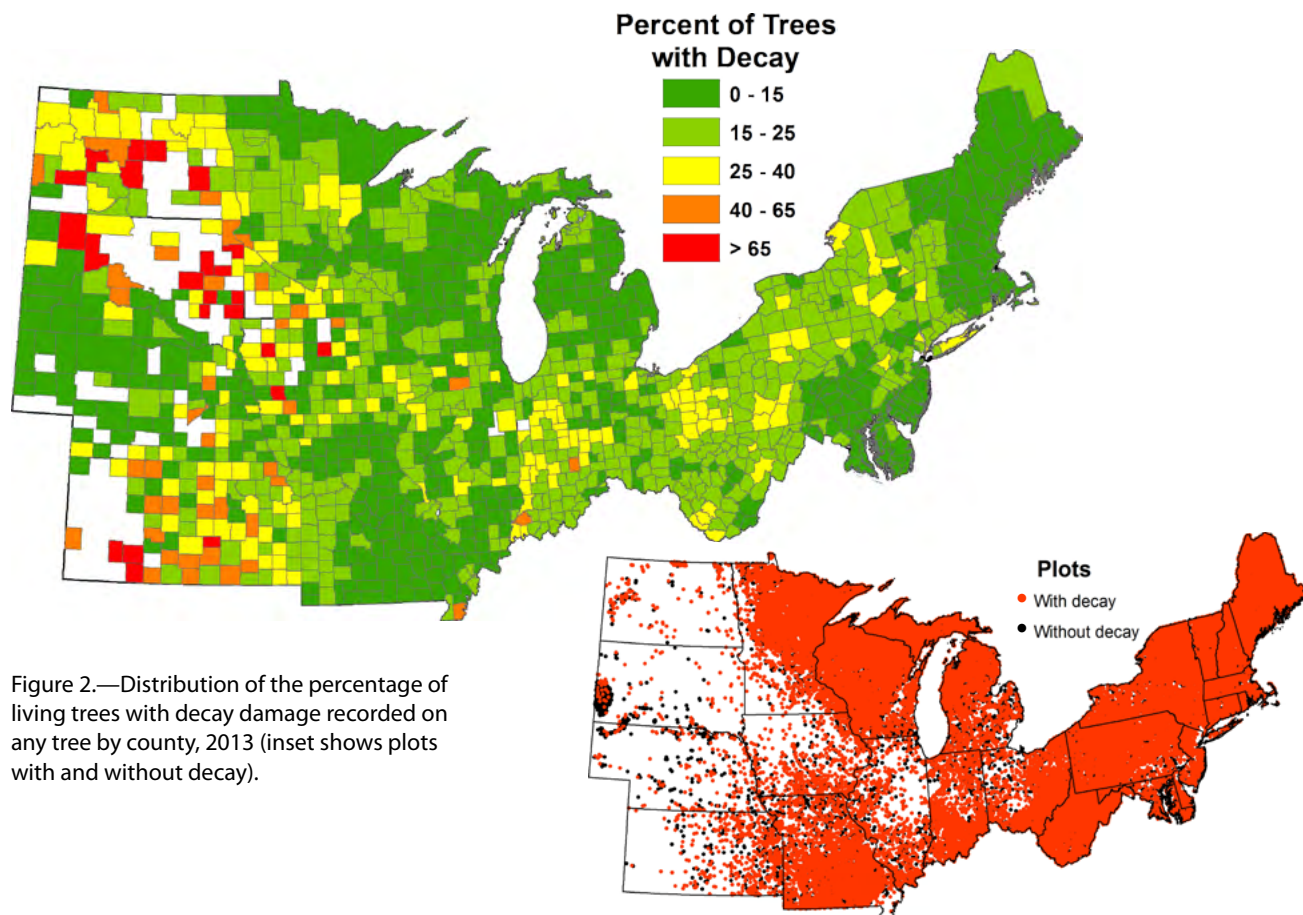 Percent of Trees
with Decay
0 - 15
15 - 25
25 - 40
40 - 65
> 65
Plots
With decay
Without decay
Figure 2.—Distribution of the percentage of
living trees with decay damage recorded on
any tree by county, 2013 (inset shows plots
with and without decay).